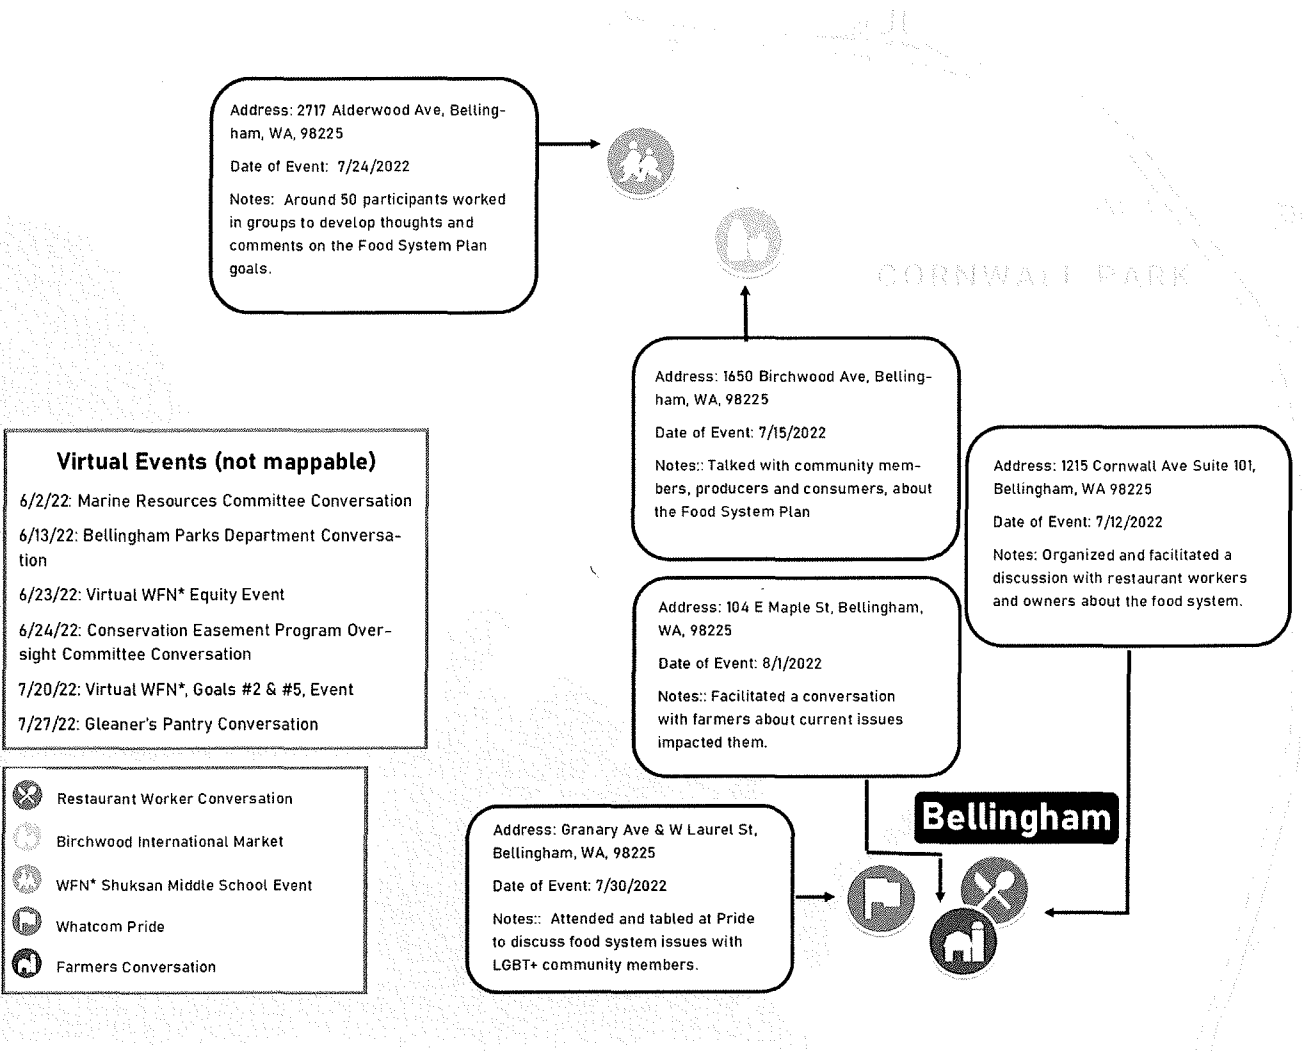 Address: 2717 Alderwood Ave, Belling-
ham, WA, 98225
Date of Event: 7/24/2022
Notes: Around 50 participants worked
in groups to develop thoughts and
comments on the Food System Plan
goals.
CORNWALL PARK
Address: 1650 Birchwood Ave, Belling-
ham, WA, 98225
Date of Event: 7/15/2022
Notes:: Talked with community mem-
bers, producers and consumers, about
the Food System Plan
Address: 1215 Cornwall Ave Suite 101,
Bellingham, WA 98225
Date of Event: 7/12/2022
Notes: Organized and facilitated a
discussion with restaurant workers
and owners about the food system.
Virtual Events (not mappable)
6/2/22: Marine Resources Committee Conversation
6/13/22: Bellingham Parks Department Conversa-
tion
6/23/22: Virtual WFN* Equity Event
6/24/22: Conservation Easement Program Over-
sight Committee Conversation
7/20/22: Virtual WFN*, Goals #2 & #5, Event
7/27/22: Gleaner's Pantry Conversation
Address: 104 E Maple St, Bellingham,
WA, 98225
Date of Event: 8/1/2022
Notes:: Facilitated a conversation
with farmers about current issues
impacted them.
Restaurant Worker Conversation
Birchwood International Market
WFN* Shuksan Middle School Event
Whatcom Pride
Farmers Conversation
Bellingham
Address: Granary Ave & W Laurel St,
Bellingham, WA, 98225
Date of Event: 7/30/2022
Notes:: Attended and tabled at Pride
to discuss food system issues with
LGBT+ community members.